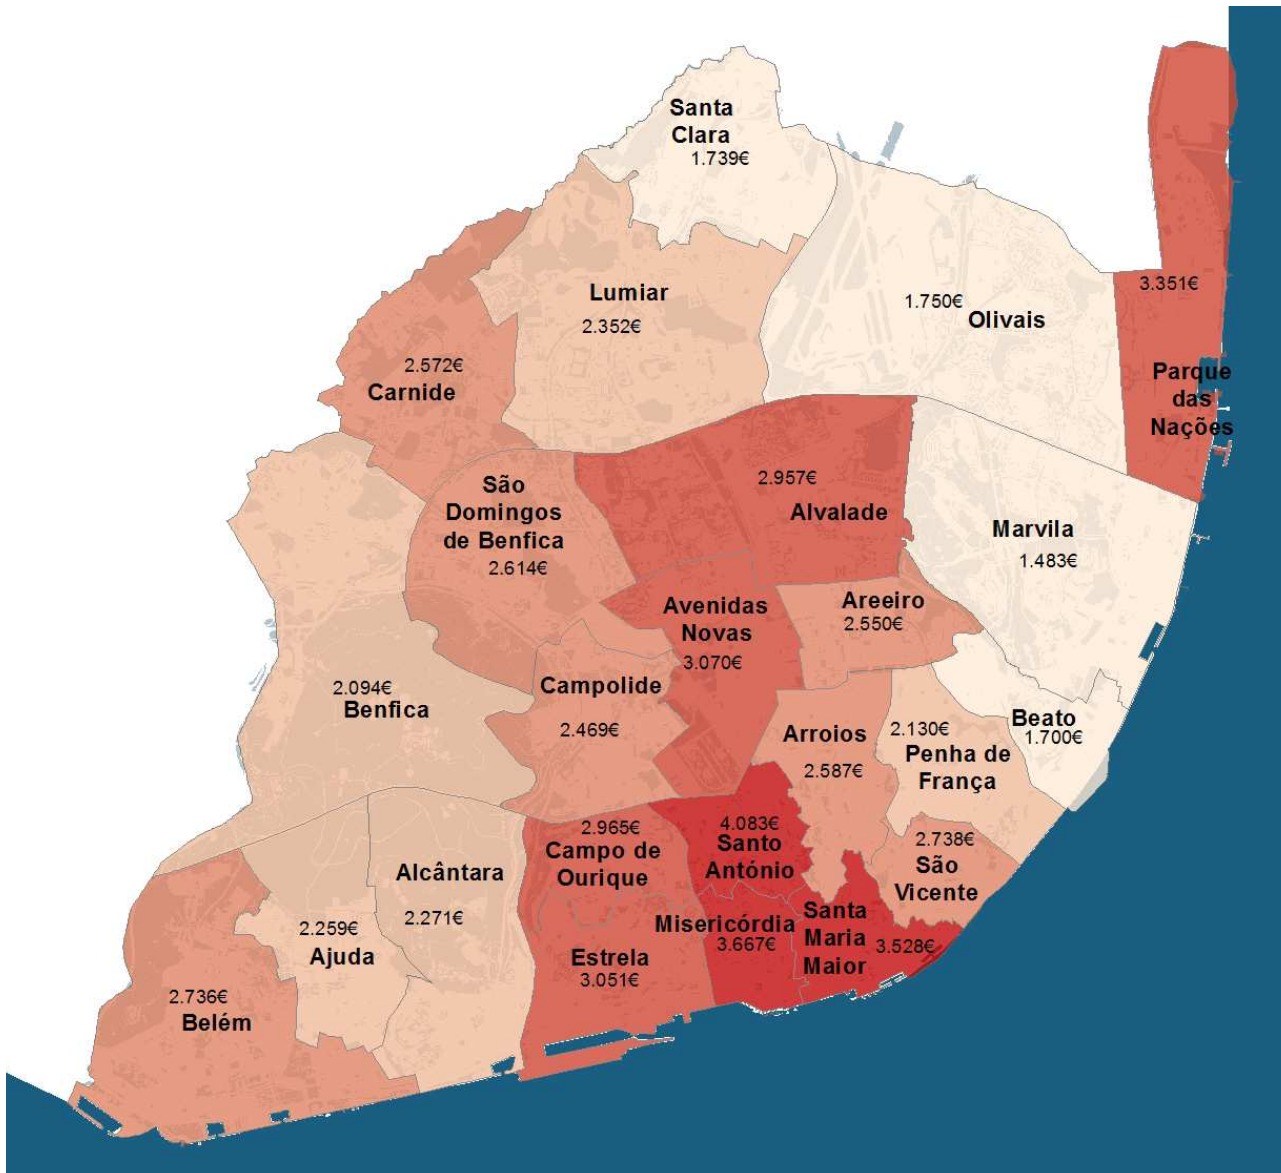 Santa
Clara
1.739€
Lumiar
2.352€
1.750€
Olivais
3.351€
Parque
das
Nações
2.572€
Carnide
São
Domingos
de Benfica
2.614€
2.957€
Alvalade
Marvila
1.483€
Avenidas
Novas
3.070€
Areeiro
2.550€
2.094€
Benfica
Campolide
2.469€
Arroios
2.587€
2.130€
Penha de
França
Beato
1.700€
2.965€
Campo de
Ourique
4.083€
Santo
António
2.738€
São
Vicente
Alcântara
2.271€
2.259€
Ajuda
Estrela
3.051€
Misericórdia
3.667€
Santa
Maria
Maior
3.528€
2.736€
Belém